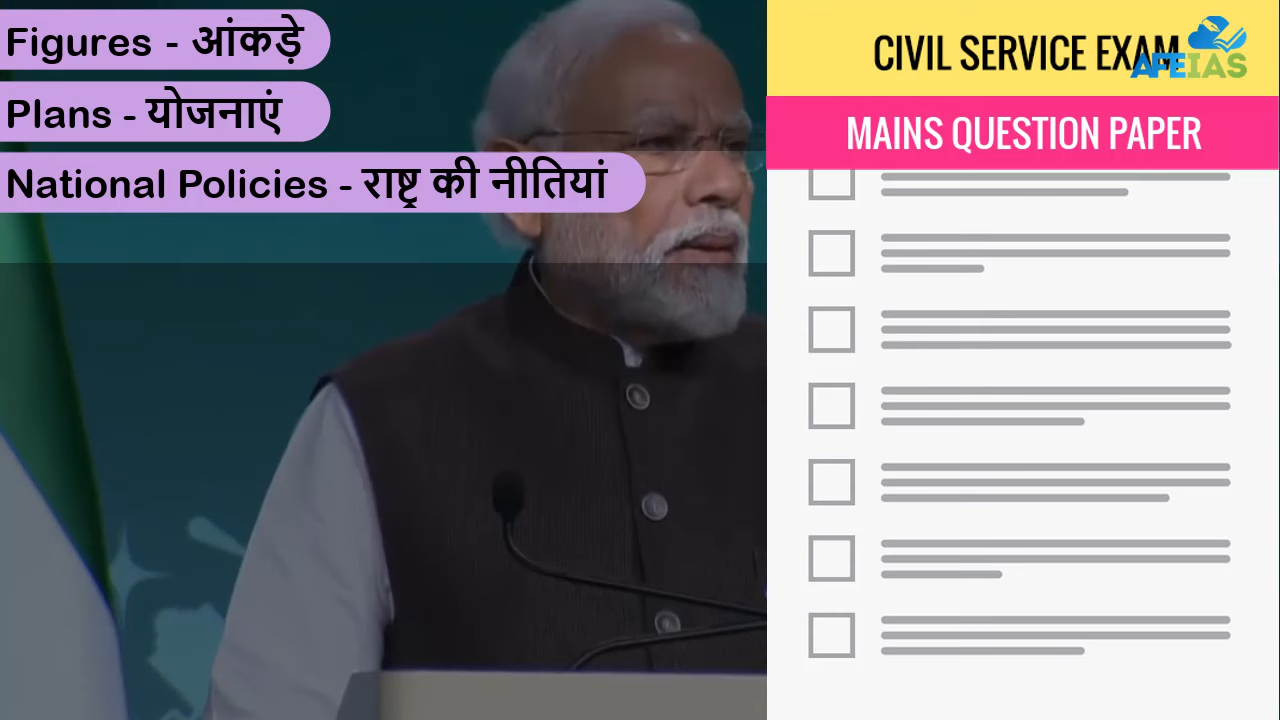 Figures - आंकड़े
Plans - योजनाएं
National Policies - राष्ट्र की नीतियां
CIVIL SERVICE EXAM
AFEIAS
MAINS QUESTION PAPER